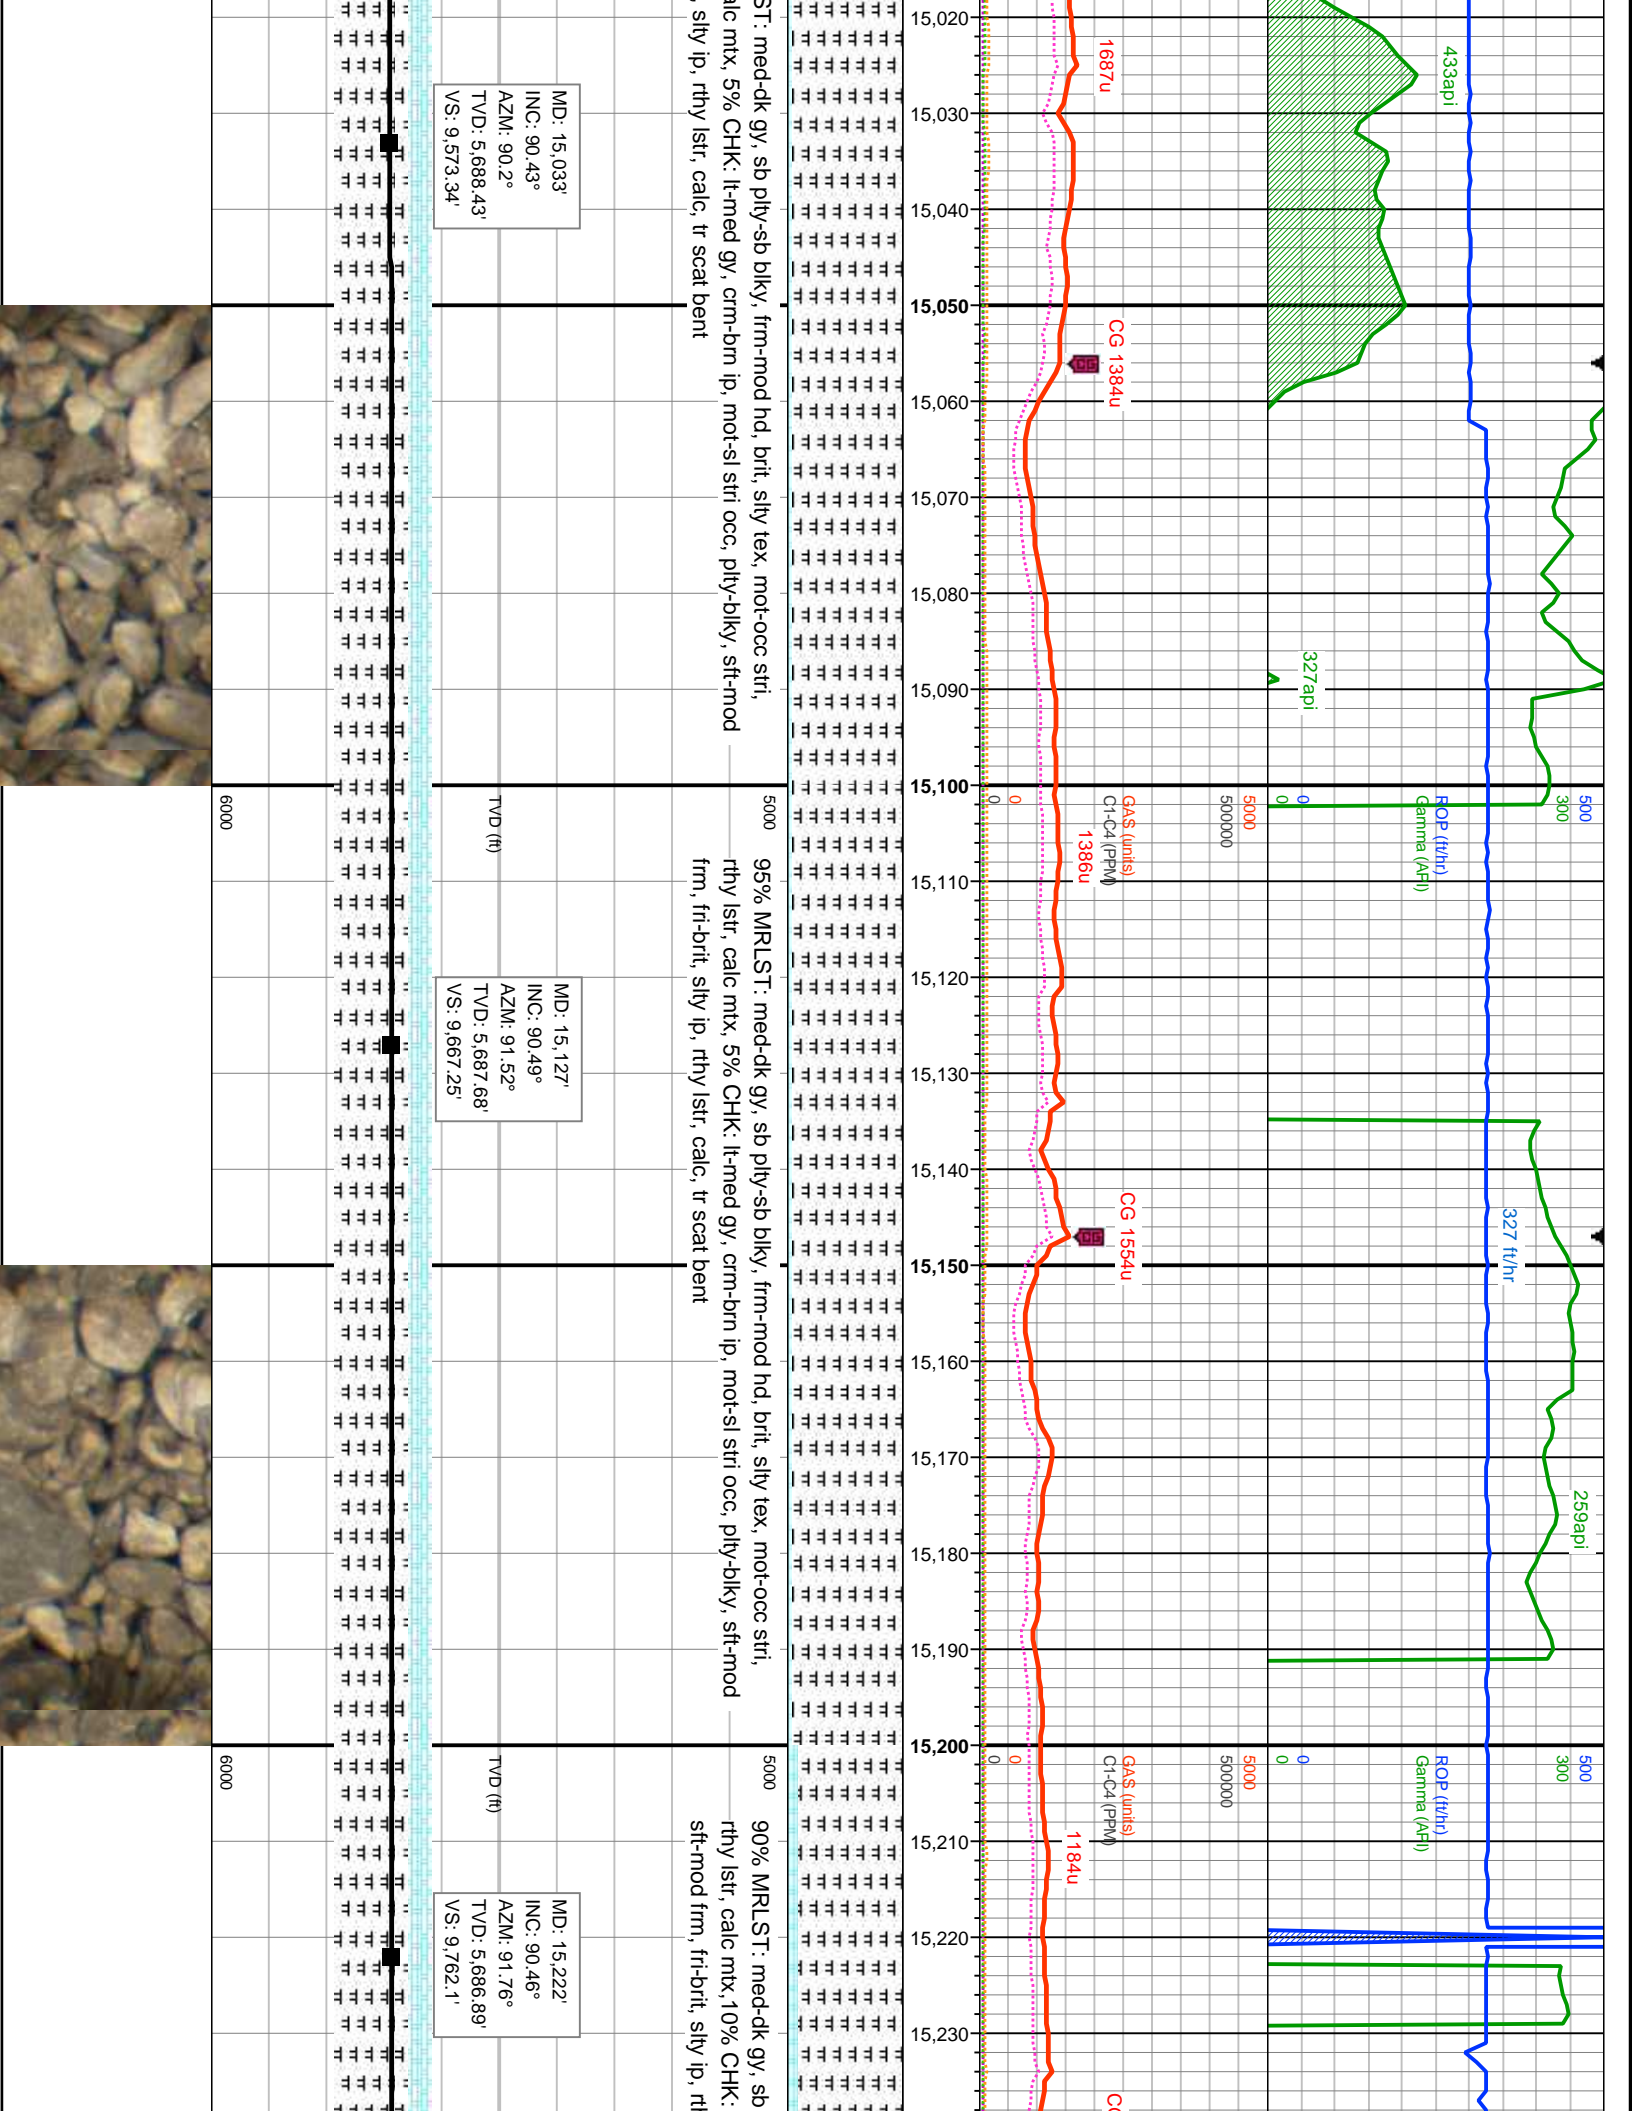 ST: med-dk gy, sb plty-sb blky, frm-mod hd, brit, slty tex, mot-occ stri,
alc mtx, 5% CHK: lt-med gy, crm-brn ip, mot-sl stri occ, plty-blky, sft-mod
, slty ip, rthy lstr, calc, tr scat bent
MD: 15,033'
INC: 90.43°
AZM: 90.2°
TVD: 5,688.43'
VS: 9,573.34'
433api
1687u
CG 1384u
327api
15,020
15,030
15,040
15,050
15,060
15,070
15,080
15,090
15,100
500
300
ROP (ft/hr)
Gamma (API)
0
0
5000
500000
GAS (units)
C1-C4 (PPM)
0
0
5000
TVD (ft)
6000
1386u
95% MRLST: med-dk gy, sb plty-sb blky, frm-mod hd, brit, slty tex, mot-occ stri,
rthy lstr, calc mtx, 5% CHK: lt-med gy, crm-brn ip, mot-sl stri occ, plty-blky, sft-mod
frm, fri-brit, slty ip, rthy lstr, calc, tr scat bent
MD: 15,127'
INC: 90.49°
AZM: 91.52°
TVD: 5,687.68'
VS: 9,667.25'
CG 1554u
327 ft/hr
259api
15,110
15,120
15,130
15,140
15,150
15,160
15,170
15,180
15,190
15,200
500
300
ROP (ft/hr)
Gamma (API)
0
0
5000
500000
GAS (units)
C1-C4 (PPM)
0
0
5000
TVD (ft)
6000
1184u
90% MRLST: med-dk gy, sb
rthy lstr, calc mtx,10% CHK:
sft-mod frm, fri-brit, slty ip, rt
MD: 15,222'
INC: 90.46°
AZM: 91.76°
TVD: 5,686.89'
VS: 9,762.1'
15,210
15,220
15,230